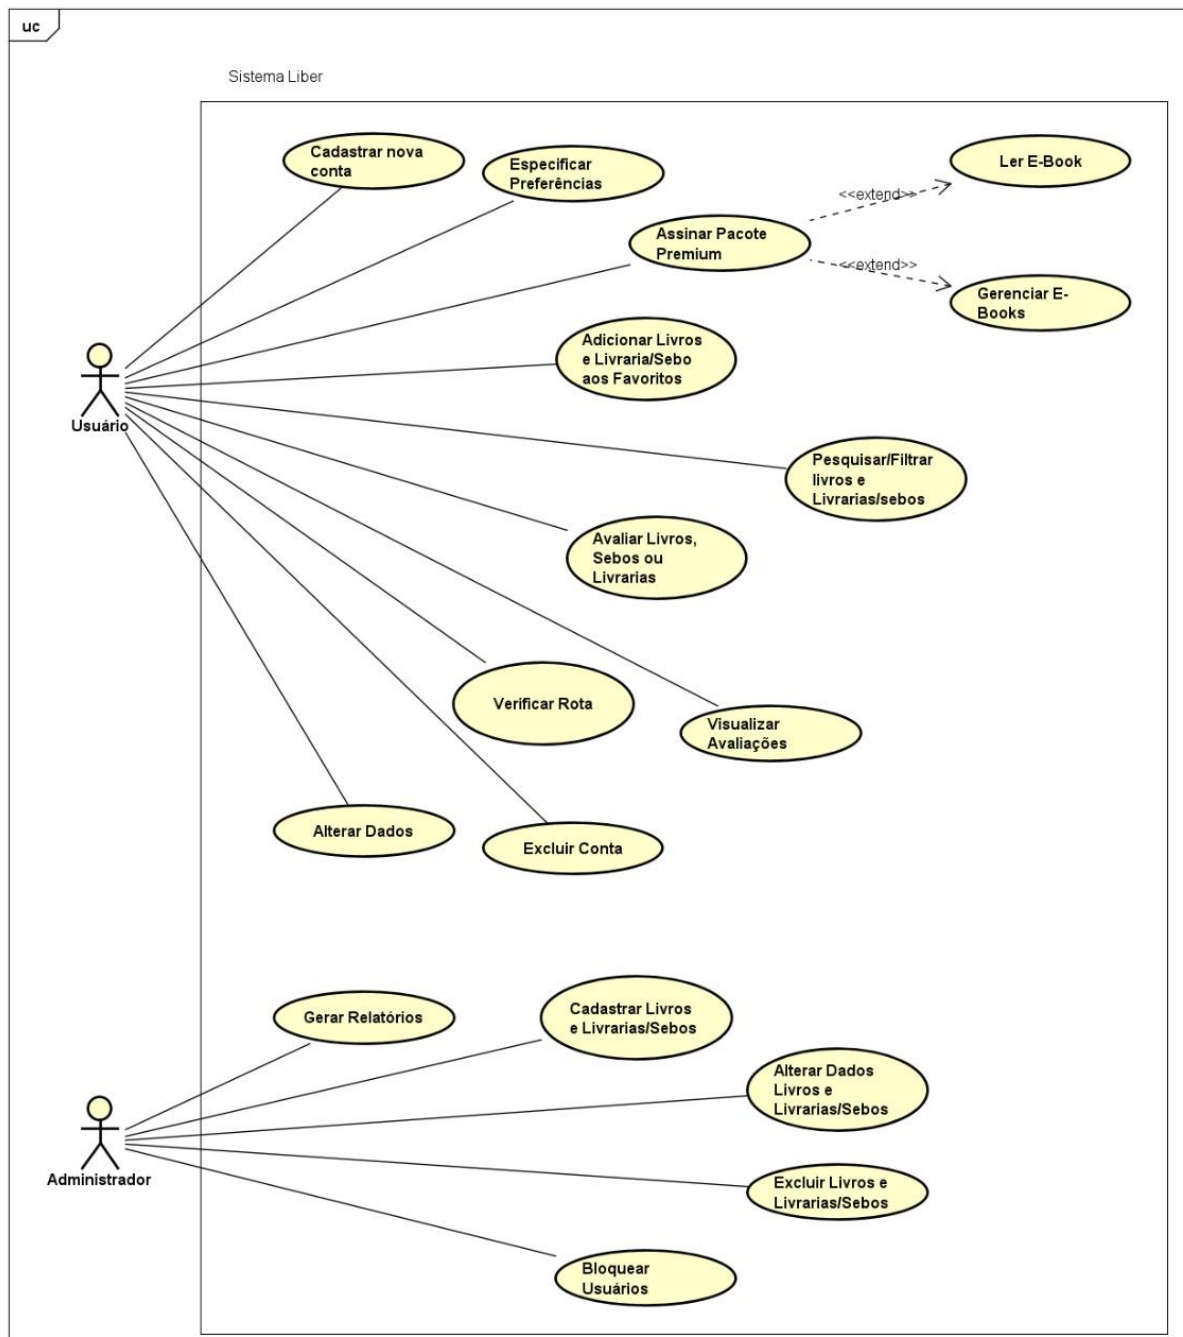 uc
Sistema Liber
Cadastrar nova
conta
Especificar
Preferências
Ler E-Book
<<extend>>
Assinar Pacote
Premium
<<extend>>
Gerenciar E-
Books
Adicionar Livros
e Livraria/Sebo
aos Favoritos
Usuário
Pesquisar/Filtrar
livros e
Livrarias/sebos
Avaliar Livros,
Sebos ou
Livrarias
Verificar Rota
Visualizar
Avaliações
Alterar Dados
Excluir Conta
Gerar Relatórios
Cadastrar Livros
e Livrarias/Sebos
Alterar Dados
Livros e
Livrarias/Sebos
Administrador
Excluir Livros e
Livrarias/Sebos
Bloquear
Usuários